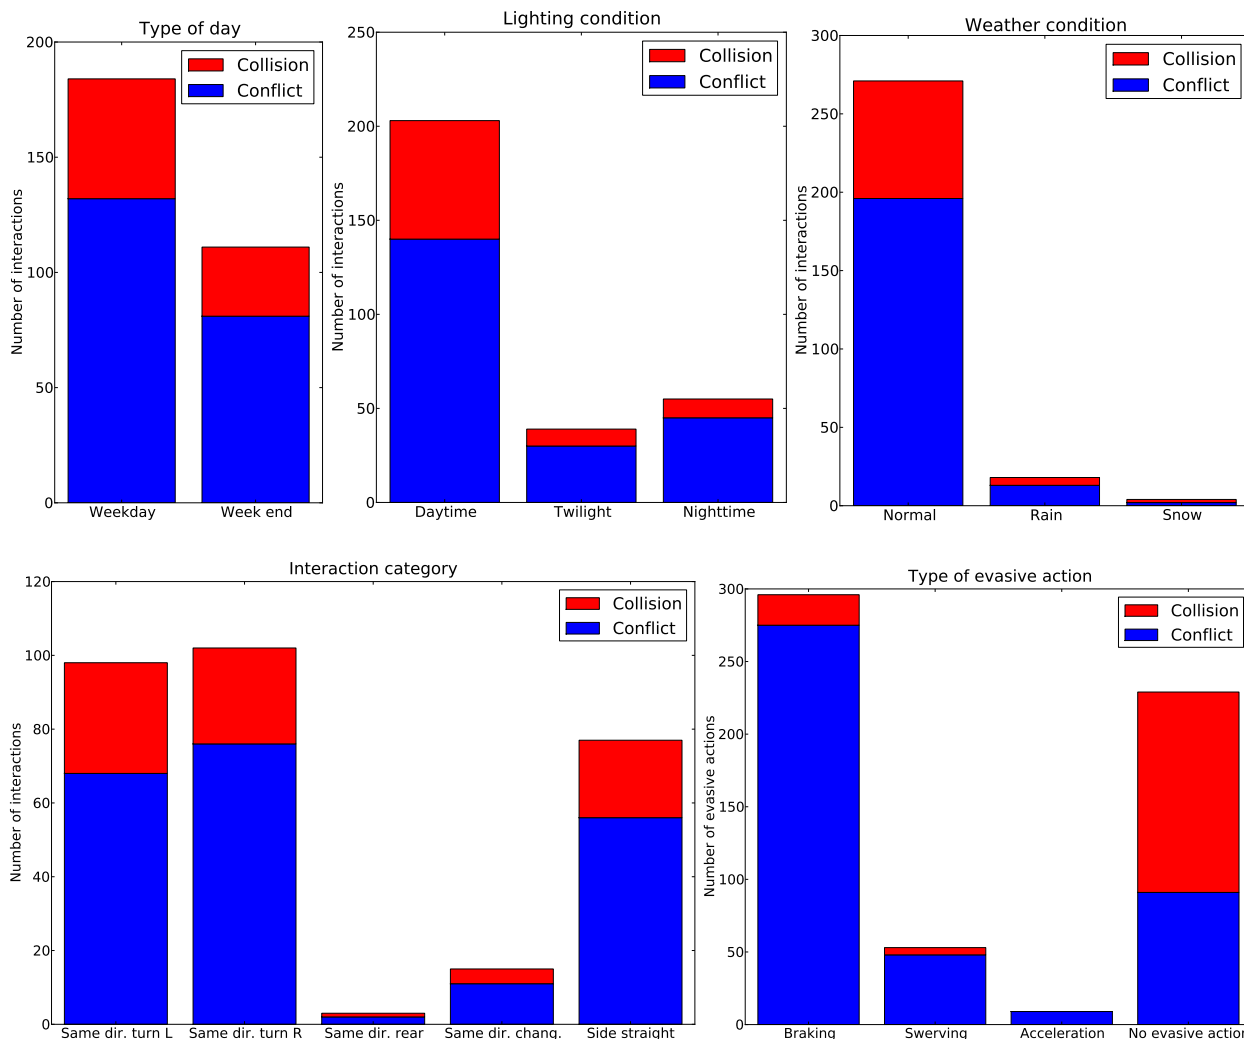 Type of day
Number of interactions
200
150
100
50
0
Collision
Conflict
Weekday
Week end
Lighting condition
Number of interactions
250
200
150
100
50
0
Collision
Conflict
Daytime
Twilight
Nighttime
Weather condition
Number of interactions
300
250
200
150
100
50
0
Collision
Conflict
Normal
Rain
Snow
Interaction category
Number of interactions
120
100
80
60
40
20
0
Collision
Conflict
Same dir. turn L
Same dir. turn R
Same dir. rear
Same dir. chang.
Side straight
Type of evasive action
Number of evasive actions
300
250
200
150
100
50
0
Collision
Conflict
Braking
Swerving
Acceleration
No evasive action